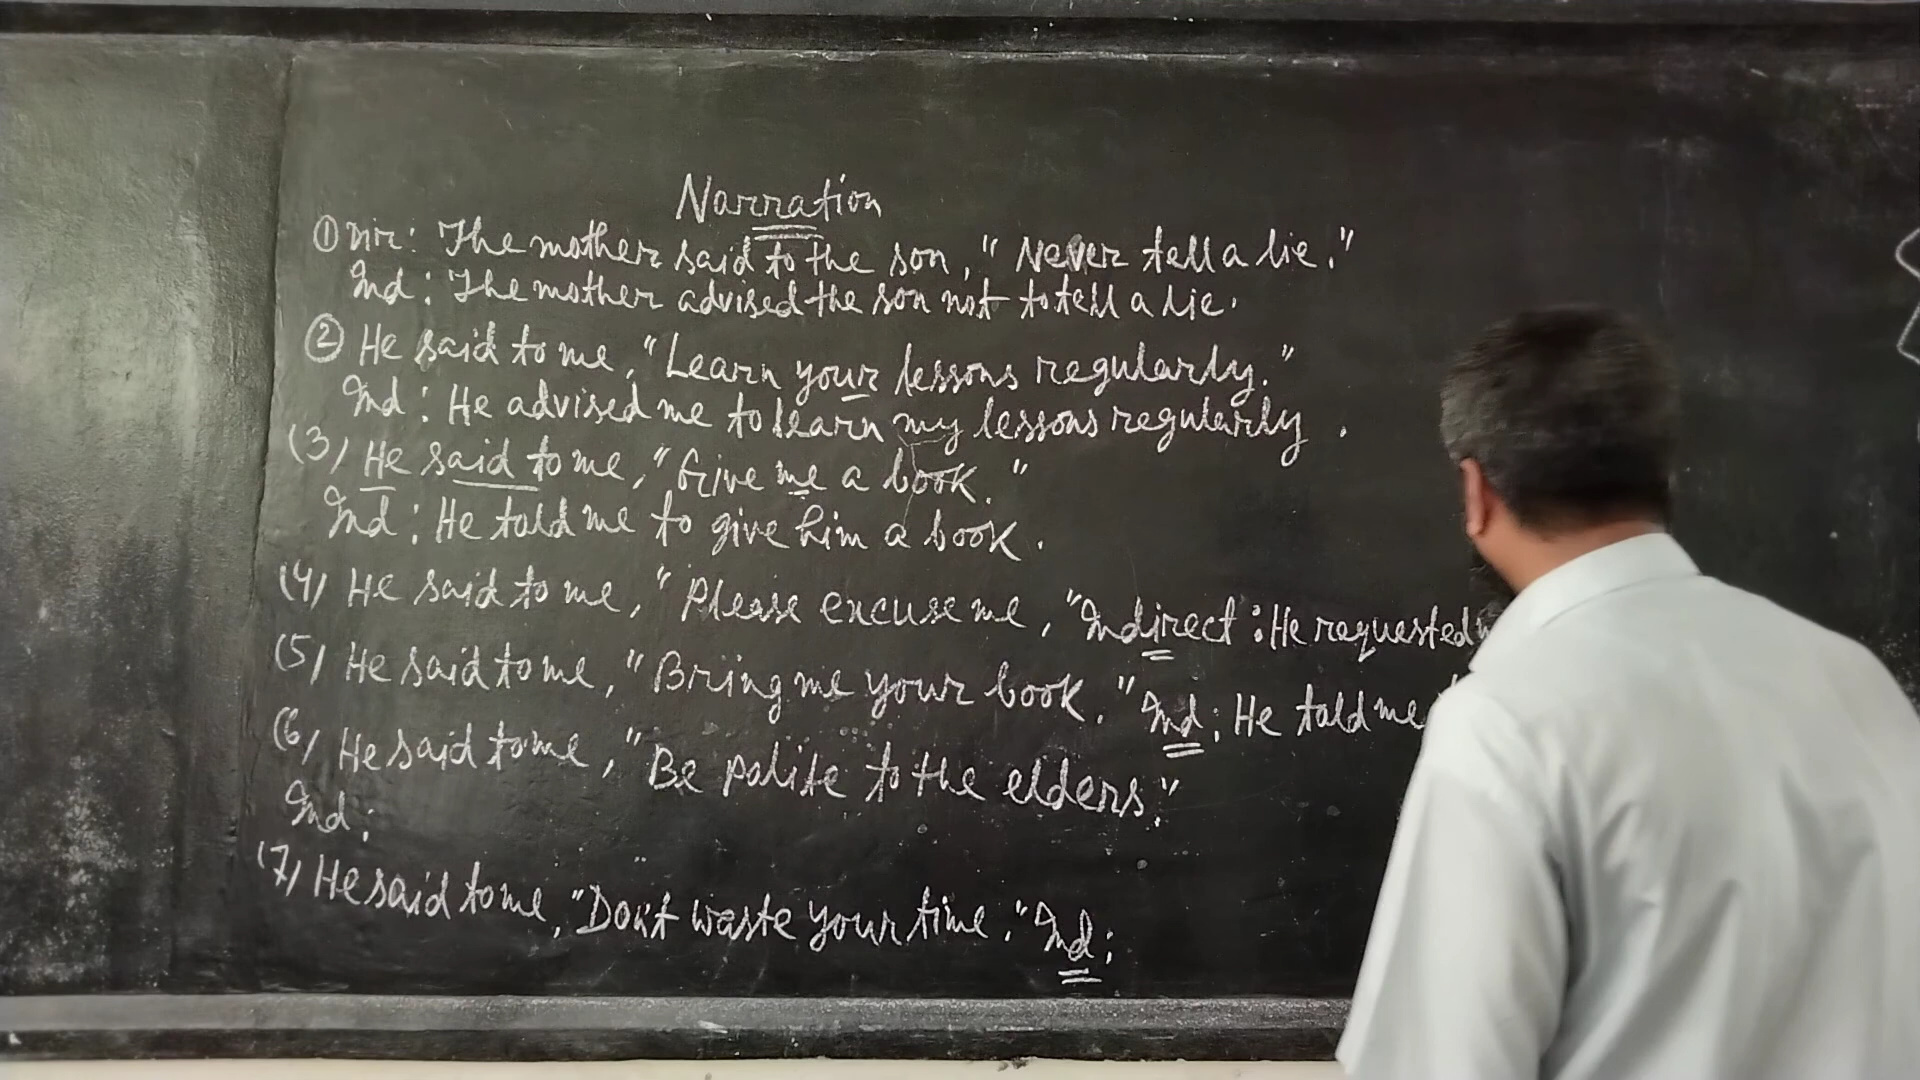 Narration
① Dir: The mother said to the son, "Never tell a lie."
Ind: The mother advised the son not to tell a lie.
② He said to me, "Learn your lessons regularly."
Ind: He advised me to learn my lessons regularly.
(3) He said to me, "Give me a book."
Ind: He told me to give him a book.
(4) He said to me, "Please excuse me, "Indirect: He requested
(5) He said to me, "Bring me your book." Ind: He told me
(6) He said to me, "Be polite to the elders."
Ind:
(7) He said to me, "Don't waste your time." Ind: